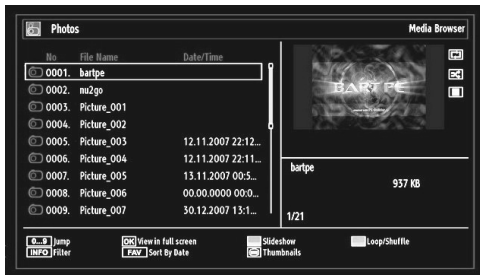 Photos Media Browser
No File Name Date/Time
0001. bartpe
0002. nu2go
0003. Picture_001
0004. Picture_002
0005. Picture_003 12.11.2007 22:12...
0006. Picture_004 12.11.2007 22:11...
0007. Picture_005 13.11.2007 00:5...
0008. Picture_006 00.00.0000 00:0...
0009. Picture_007 30.12.2007 13:1...
BART PE
bartpe
937 KB
1/21
0...9 Jump OK View in full screen Slideshow Loop/Shuffle
INFO Filter FAV Sort By Date Thumbnails